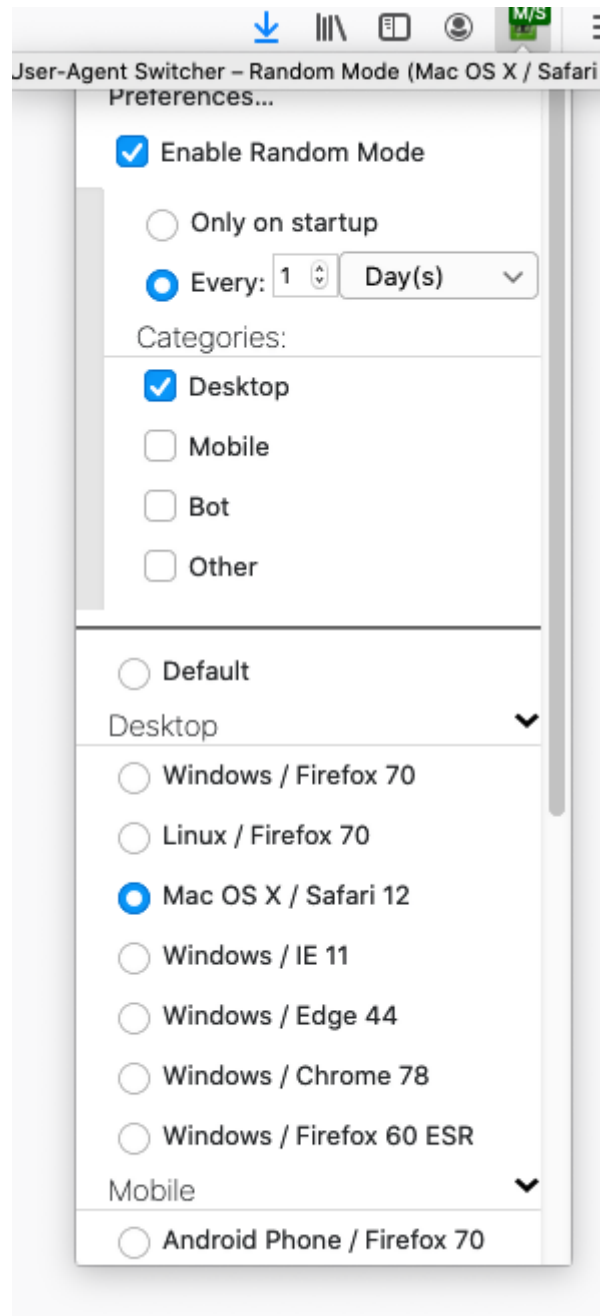 M/S
User-Agent Switcher – Random Mode (Mac OS X / Safari
Preferences...
Enable Random Mode
Only on startup
Every: 1 Day(s)
Categories:
Desktop
Mobile
Bot
Other
Default
Desktop
Windows / Firefox 70
Linux / Firefox 70
Mac OS X / Safari 12
Windows / IE 11
Windows / Edge 44
Windows / Chrome 78
Windows / Firefox 60 ESR
Mobile
Android Phone / Firefox 70